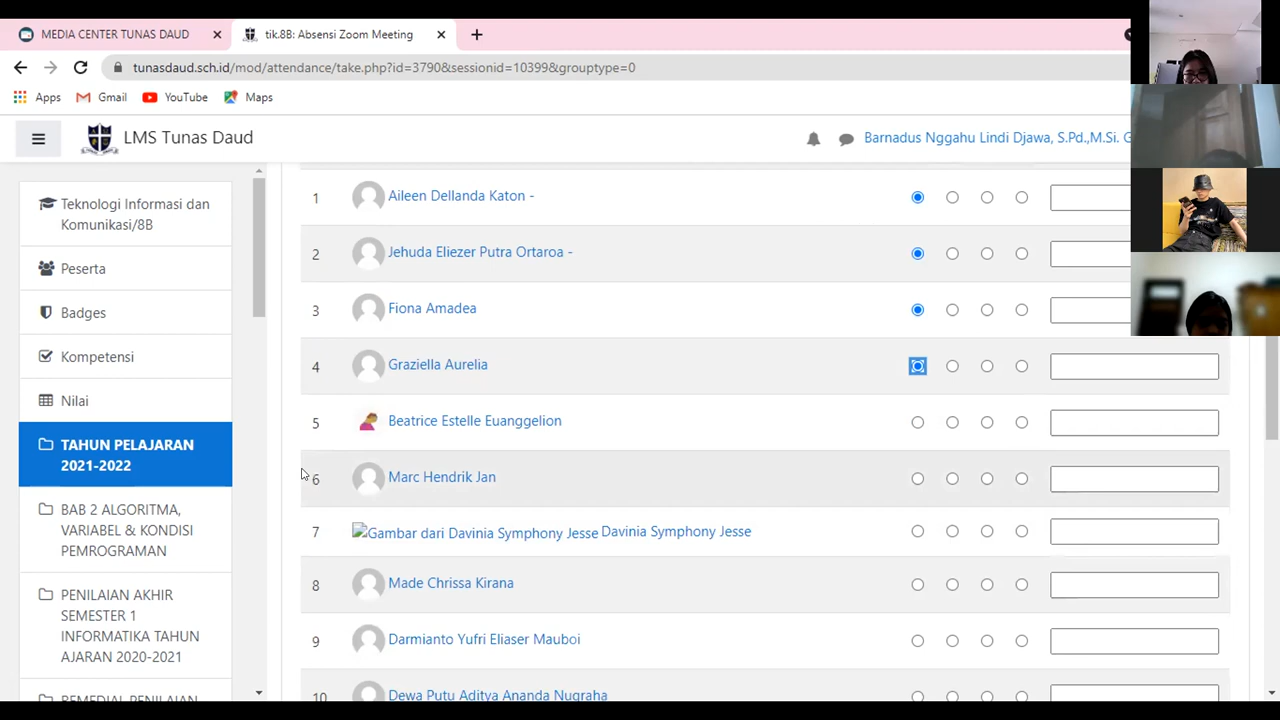 MEDIA CENTER TUNAS DAUD
tik.8B: Absensi Zoom Meeting
tunasdaud.sch.id/mod/attendance/take.php?id=3790&sessionid=10399&grouptype=0
Apps
Gmail
YouTube
Maps
LMS Tunas Daud
Barnadus Nggahu Lindi Djawa, S.Pd.,M.Si. G
Teknologi Informasi dan
Komunikasi/8B
Peserta
Badges
Kompetensi
Nilai
TAHUN PELAJARAN
2021-2022
BAB 2 ALGORITMA,
VARIABEL & KONDISI
PEMROGRAMAN
PENILAIAN AKHIR
SEMESTER 1
INFORMATIKA TAHUN
AJARAN 2020-2021
REMEDIAL PENILAIAN
1 Aileen Dellanda Katon -
2 Jehuda Eliezer Putra Ortaroa -
3 Fiona Amadea
4 Graziella Aurelia
5 Beatrice Estelle Euanggelion
6 Marc Hendrik Jan
7 Gambar dari Davinia Symphony Jesse Davinia Symphony Jesse
8 Made Chrissa Kirana
9 Darmianto Yufri Eliaser Mauboi
10 Dewa Putu Aditya Ananda Nugraha